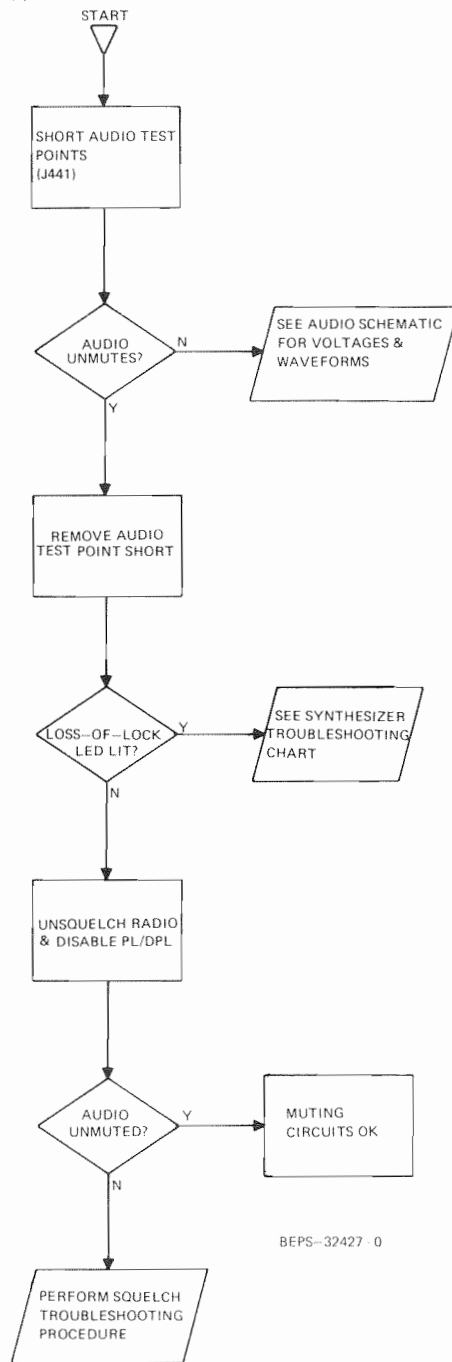 START
SHORT AUDIO TEST
POINTS
(J441)
AUDIO
UNMUTES?
N
SEE AUDIO SCHEMATIC
FOR VOLTAGES &
WAVEFORMS
Y
REMOVE AUDIO
TEST POINT SHORT
LOSS-OF-LOCK
LED LIT?
Y
SEE SYNTHESIZER
TROUBLESHOOTING
CHART
N
UNSQUELCH RADIO
& DISABLE PL/DPL
AUDIO
UNMUTED?
Y
MUTING
CIRCUITS OK
N
BEPS-32427-0
PERFORM SQUELCH
TROUBLESHOOTING
PROCEDURE